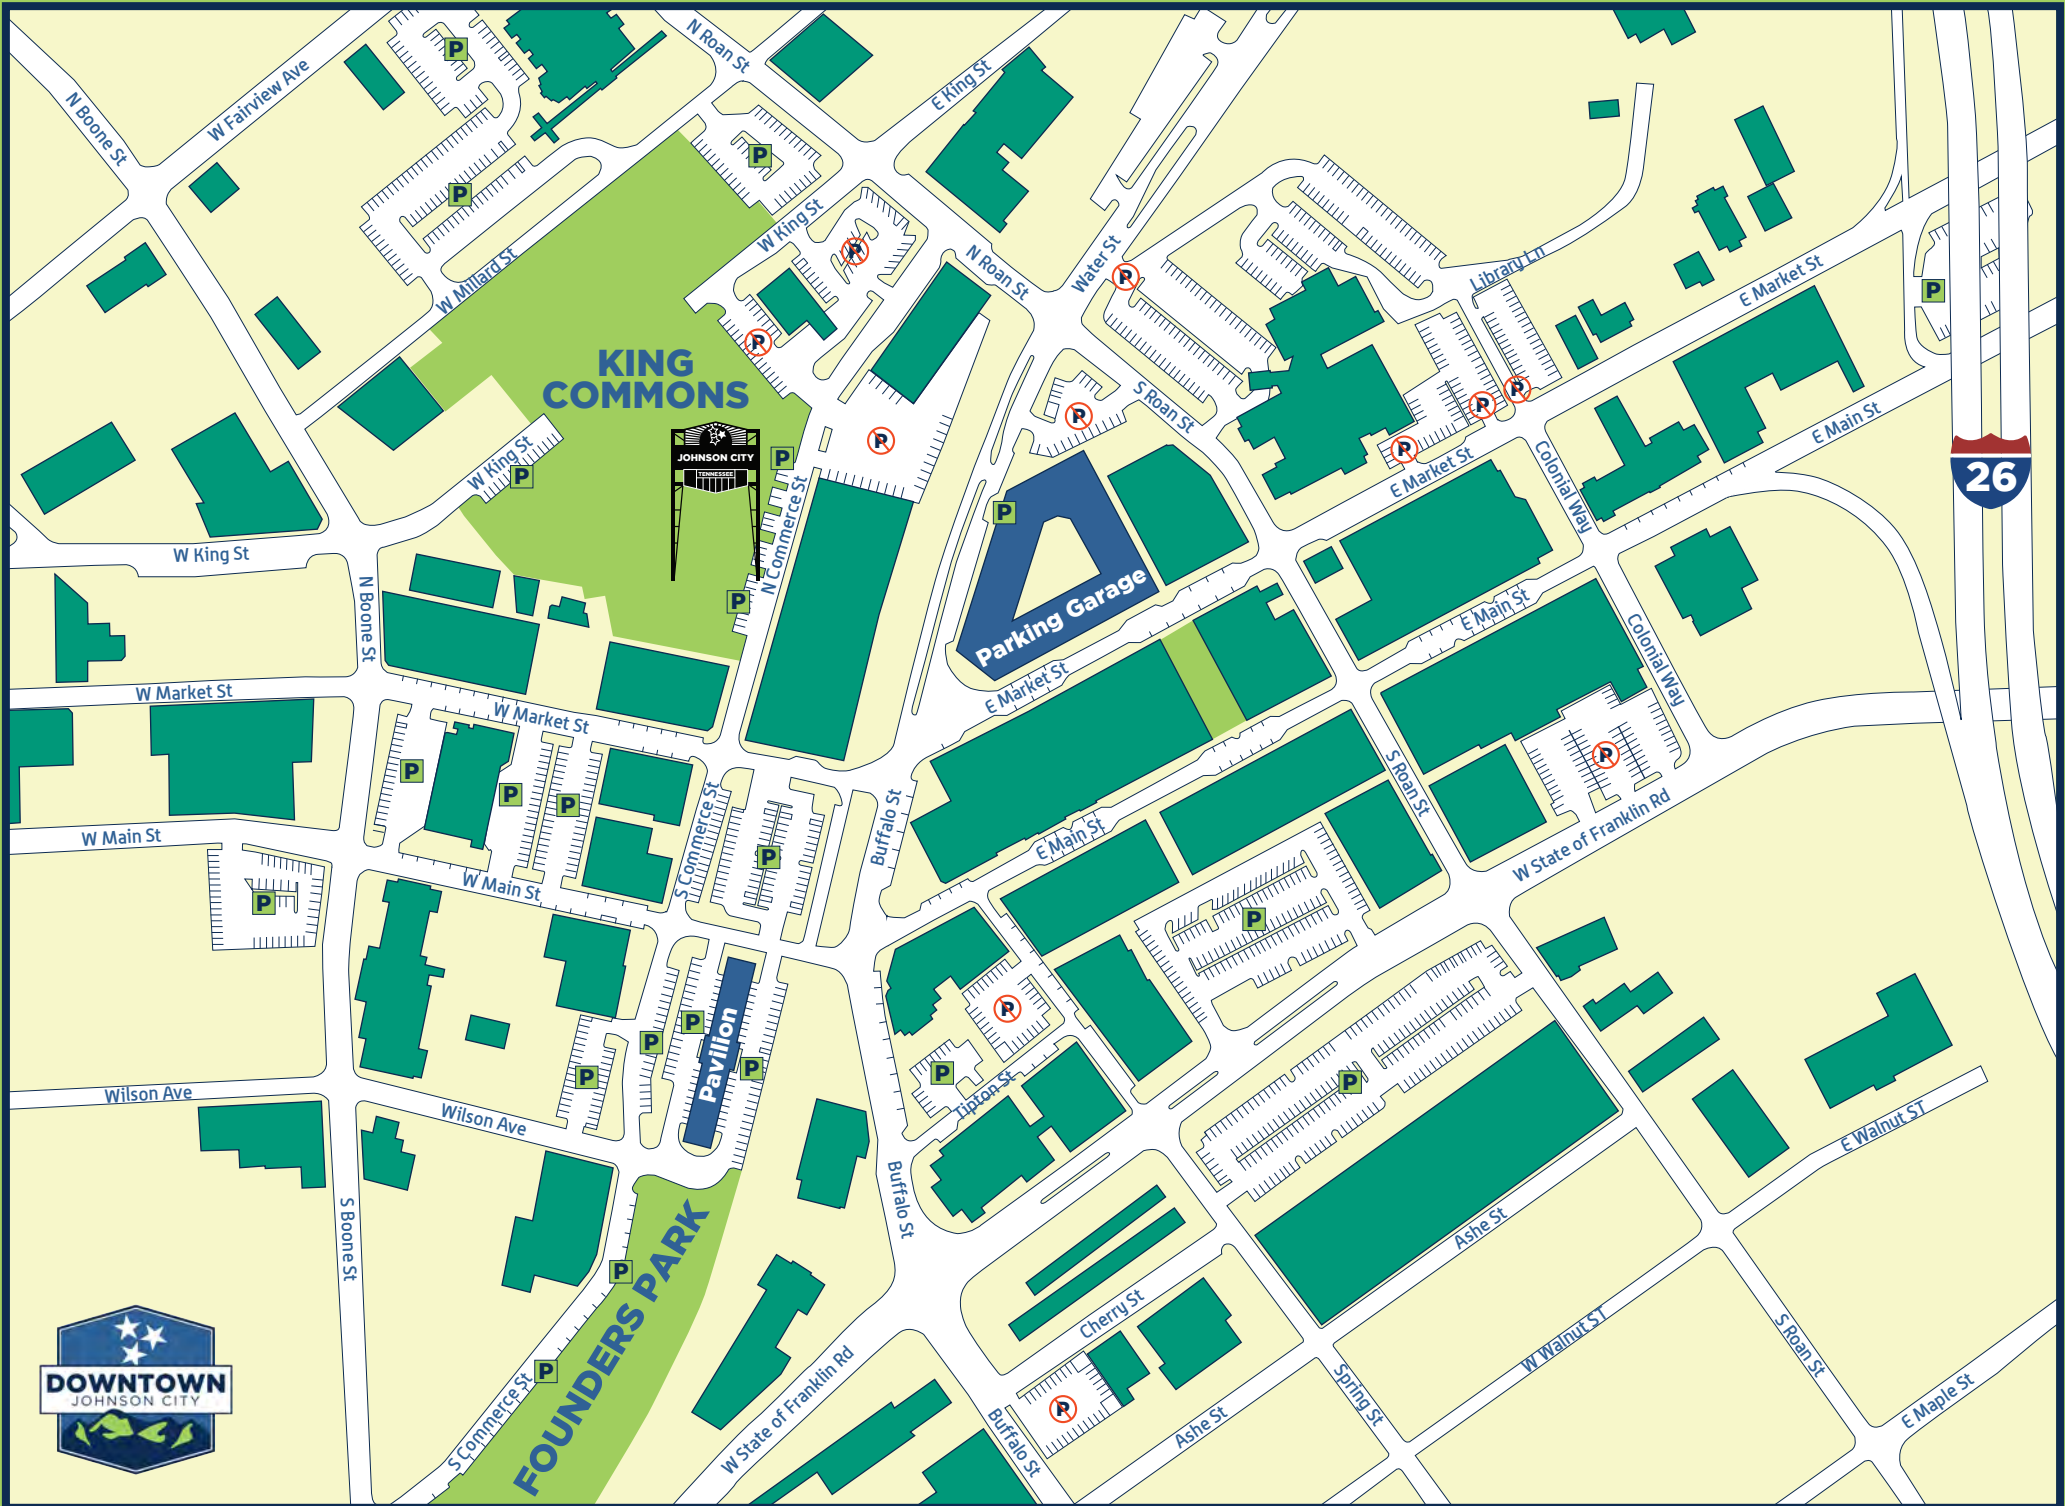 N Roan St
P
W Fairview Ave
E King St
N Boone St
P
P
W King St
P
N Roan St
Water St
P
W Millard St
P
Library Ln
E Market St
P
P
KING
COMMONS
S Roan St
P
P
P
P
E Main St
P
P
JOHNSON CITY
TENNESSEE
W King St
P
N Commerce St
P
E Market St
Colonial Way
26
P
W King St
N Boone St
P
Parking Garage
E Market St
E Main St
Colonial Way
W Market St
W Market St
P
P
P
S Commerce St
P
Buffalo St
S Roan St
P
W State of Franklin Rd
W Main St
W Main St
E Main St
P
P
P
P
P
P
P
P
Pavilion
P
Tipton St
P
Wilson Ave
Wilson Ave
E Walnut ST
Buffalo St
S Boone St
P
FOUNDERS PARK
P
S Commerce St
Ashe St
Cherry St
W Walnut ST
S Roan St
W State of Franklin Rd
P
Buffalo St
Ashe St
Spring St
E Maple St
DOWNTOWN
JOHNSON CITY